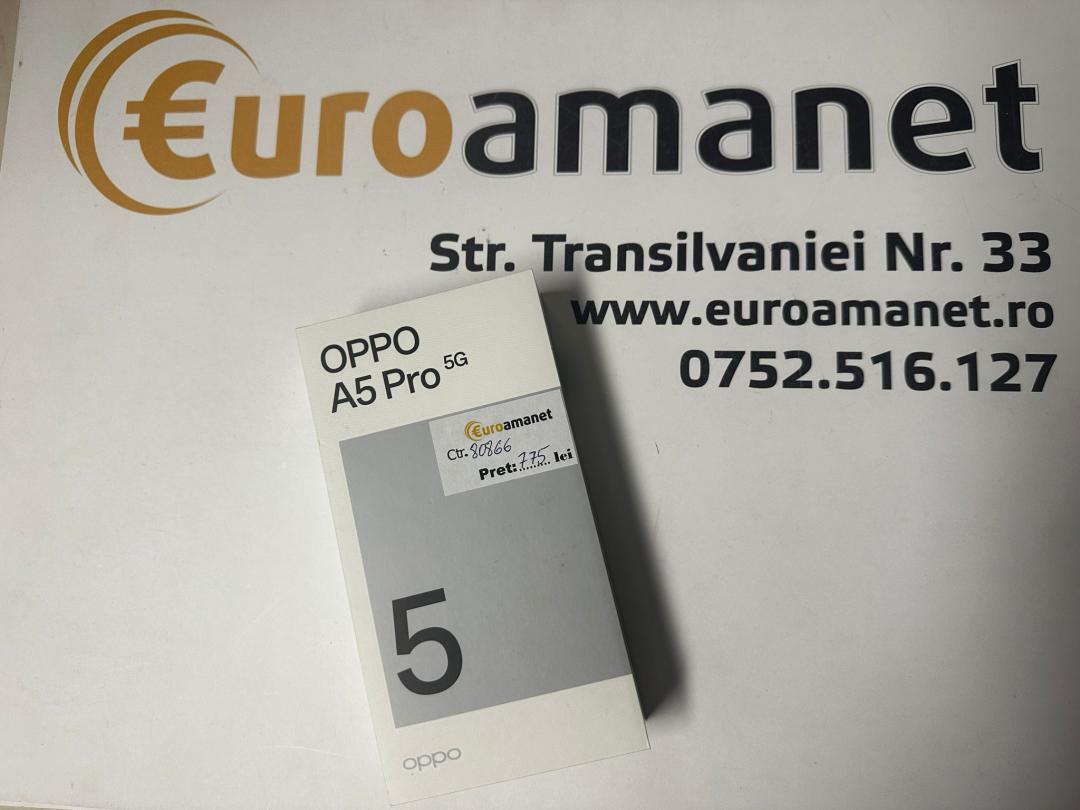 €uroamanet
Str. Transilvaniei Nr. 33
www.euroamanet.ro
0752.516.127
OPPO
A5 Pro 5G
€uroamanet
Ctr. 80866
Pret: 775 lei
5
oppo